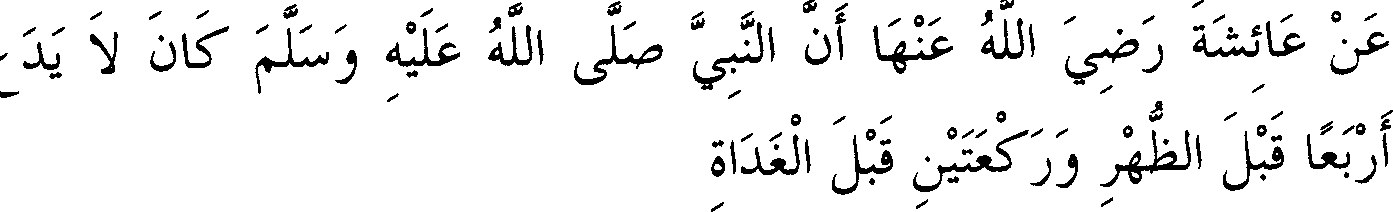 عَنْ عَائِشَةَ رَضِيَ اللَّهُ عَنْهَا أَنَّ النَّبِيَّ صَلَّى اللَّهُ عَلَيْهِ وَسَلَّمَ كَانَ لاَ يَدَع
أَرْبَعًا قَبْلَ الظُّهْرِ وَرَكْعَتَيْنِ قَبْلَ الْغَدَاةِ